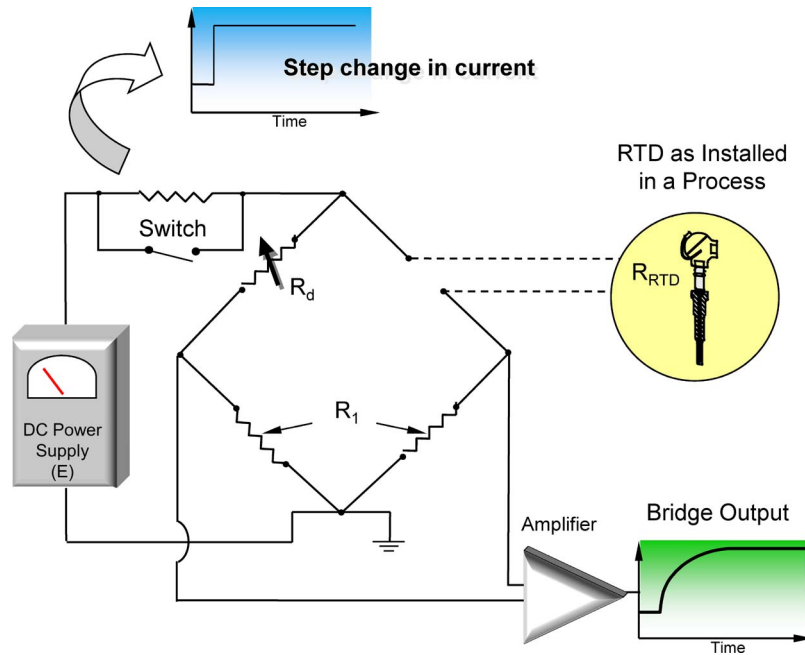 Step change in current
Time
RTD as Installed
in a Process
Switch
R_RTD
R_d
R_1
DC Power
Supply
(E)
Amplifier
Bridge Output
Time